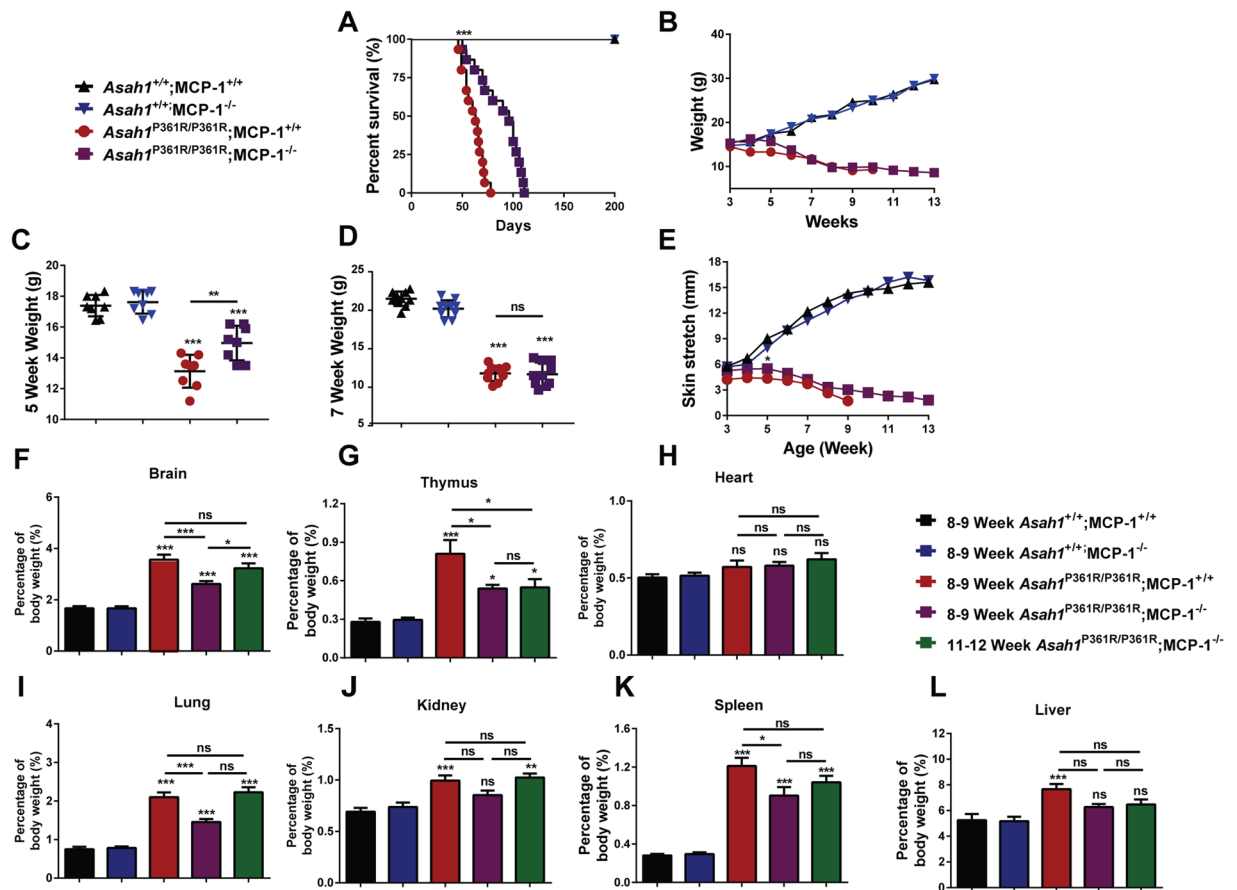 A
***
Percent survival (%)
100
75
50
25
0
0
50
100
150
200
Days
Asah1+/+;MCP-1+/+
Asah1+/+;MCP-1-/-
Asah1P361R/P361R;MCP-1+/+
Asah1P361R/P361R;MCP-1-/-
B
Weight (g)
40
30
20
10
3
5
7
9
11
13
Weeks
C
5 Week Weight (g)
20
18
16
14
12
10
**
***
***
D
7 Week Weight (g)
25
20
15
10
5
ns
***
***
E
Skin stretch (mm)
18
15
12
9
6
3
0
*
3
5
7
9
11
13
Age (Week)
F
Brain
Percentage of
body weight (%)
6
4
2
0
ns
***
*
***
***
***
G
Thymus
Percentage of
body weight (%)
1.2
0.9
0.6
0.3
0.0
*
*
ns
***
*
*
H
Heart
Percentage of
body weight (%)
1.0
0.5
0.0
ns
ns
ns
ns
ns
ns
8-9 Week Asah1+/+;MCP-1+/+
8-9 Week Asah1+/+;MCP-1-/-
8-9 Week Asah1P361R/P361R;MCP-1+/+
8-9 Week Asah1P361R/P361R;MCP-1-/-
11-12 Week Asah1P361R/P361R;MCP-1-/-
I
Lung
Percentage of
body weight (%)
4
3
2
1
0
ns
***
ns
***
***
***
J
Kidney
Percentage of
body weight (%)
1.5
1.0
0.5
0.0
ns
ns
ns
***
ns
**
K
Spleen
Percentage of
body weight (%)
1.6
1.2
0.8
0.4
0.0
ns
*
ns
***
***
***
L
Liver
Percentage of
body weight (%)
12
10
8
6
4
2
0
ns
ns
ns
***
ns
ns